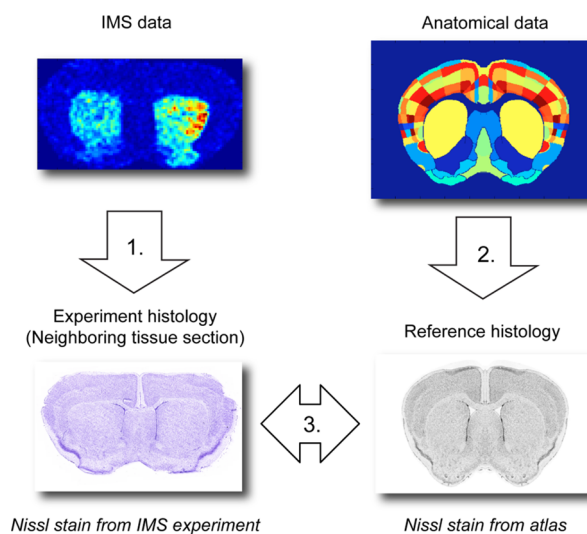 IMS data
Anatomical data
1.
2.
Experiment histology
(Neighboring tissue section)
Reference histology
3.
Nissl stain from IMS experiment
Nissl stain from atlas